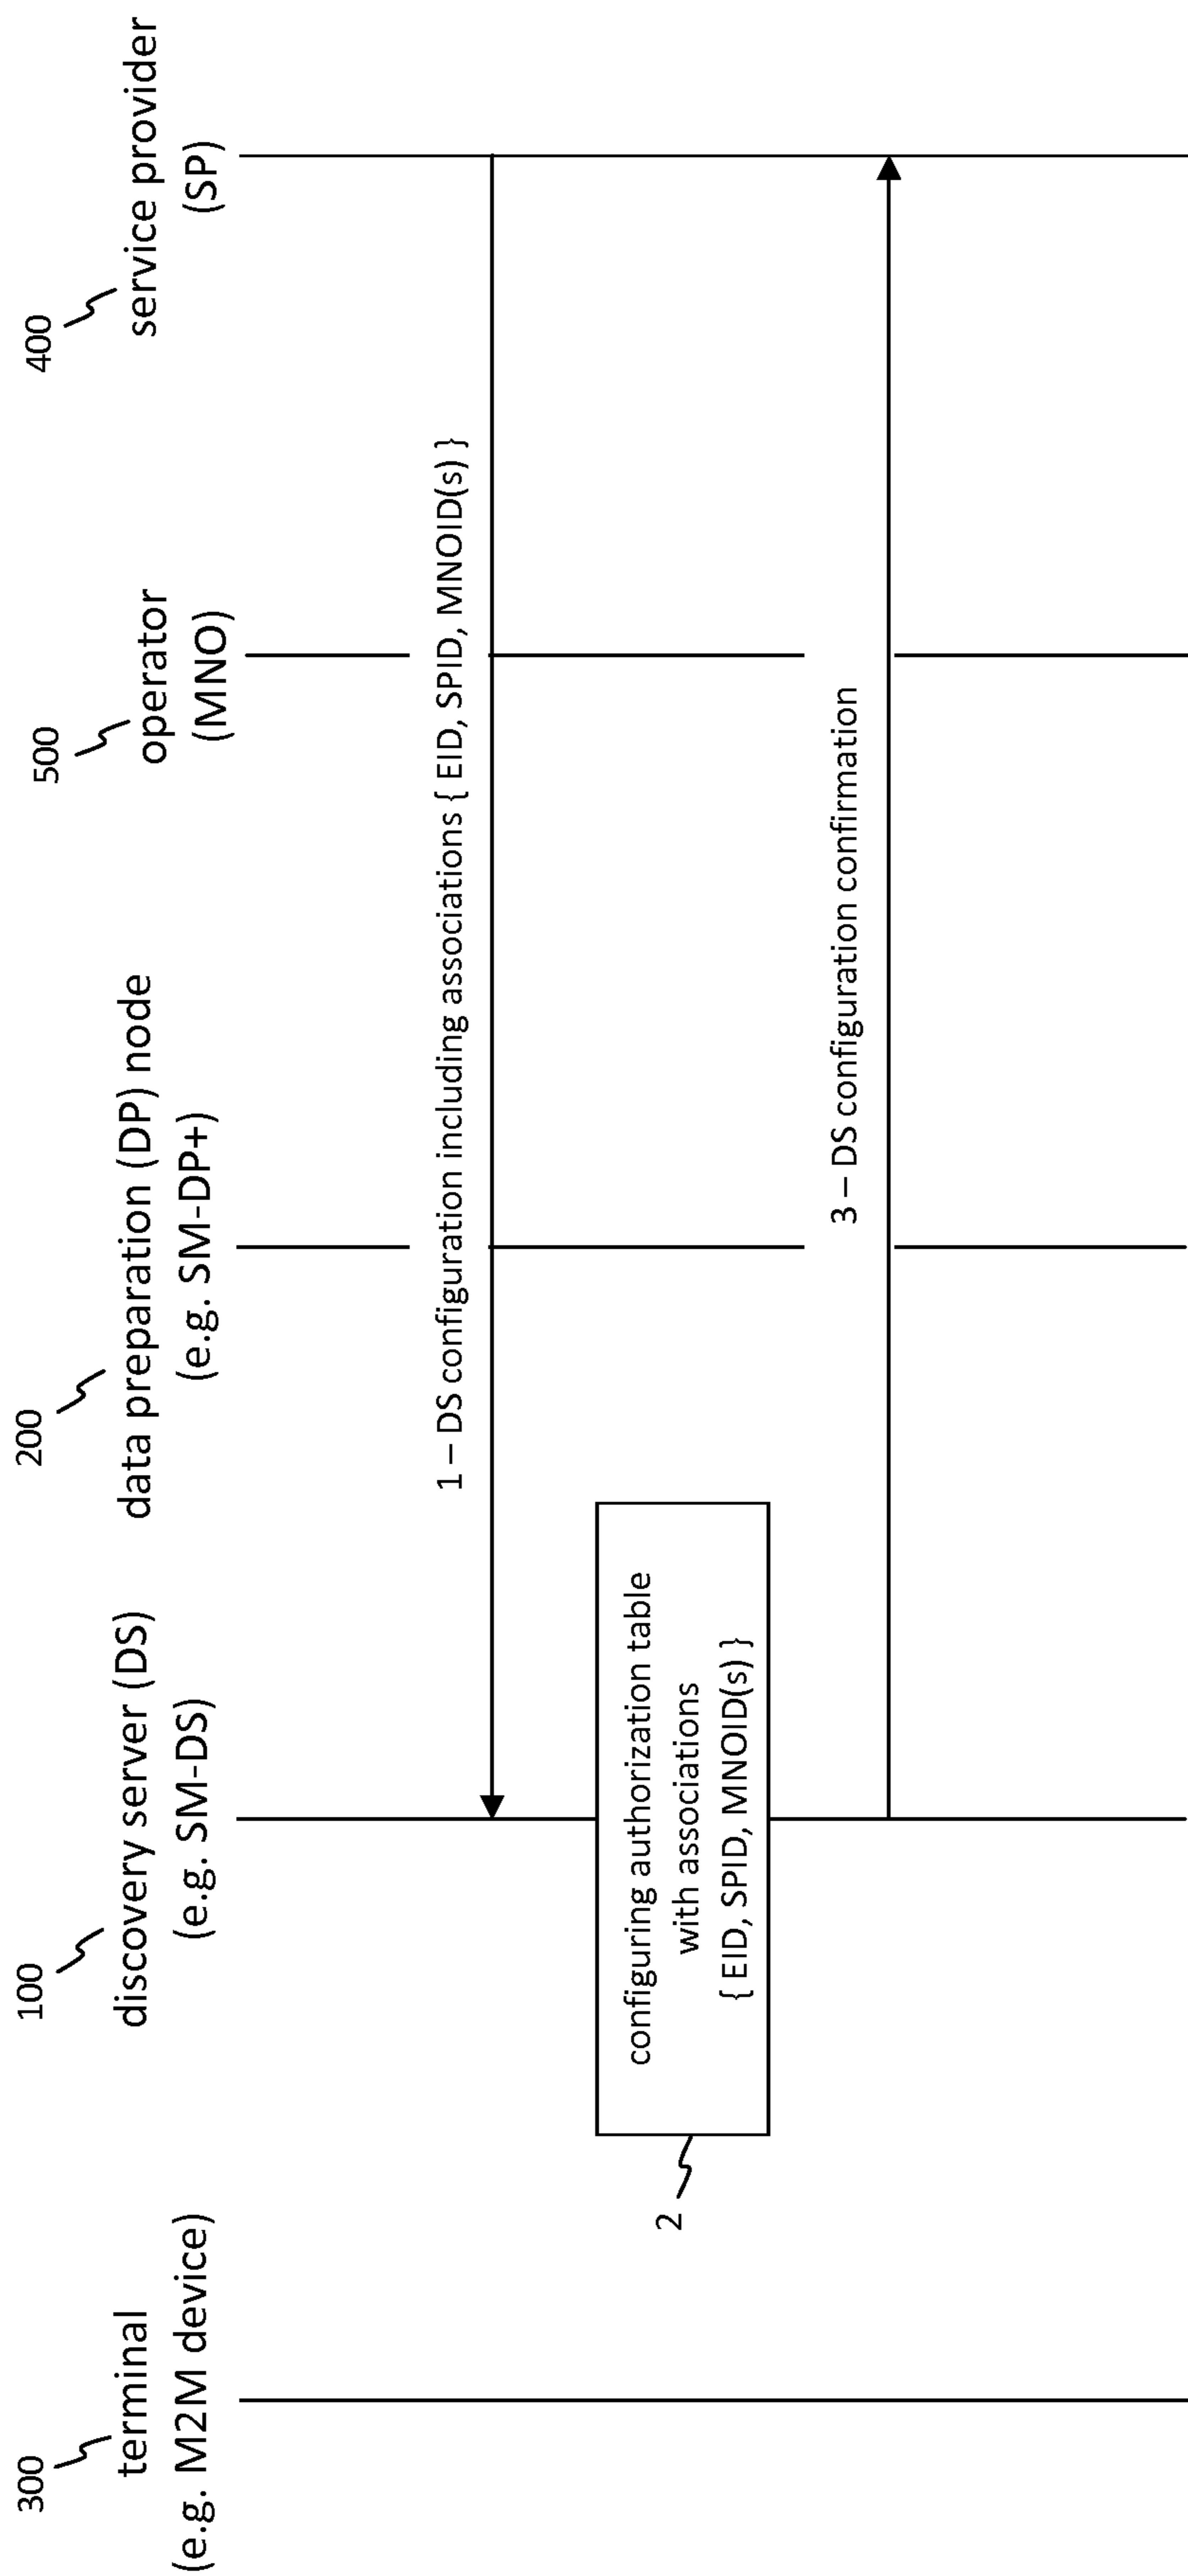 300
terminal
(e.g. M2M device)
100
discovery server (DS)
(e.g. SM-DS)
200
data preparation (DP) node
(e.g. SM-DP+)
500
operator
(MNO)
400
service provider
(SP)
1 – DS configuration including associations { EID, SPID, MNOID(s) }
2
configuring authorization table
with associations
{ EID, SPID, MNOID(s) }
3 – DS configuration confirmation